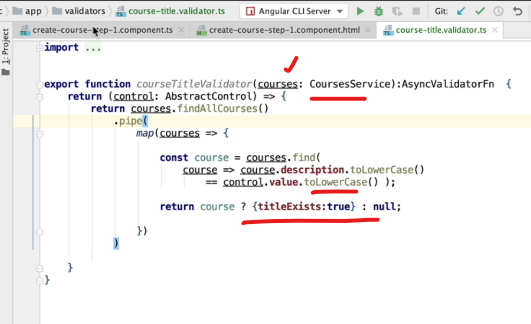 app validators course-title.validator.ts Angular CLI Server Git:
create-course-step-1.component.ts create-course-step-1.component.html course-title.validator.ts
1: Project
import ...
export function courseTitleValidator(courses: CoursesService):AsyncValidatorFn {
return (control: AbstractControl) => {
return courses.findAllCourses()
.pipe(
map(courses => {
const course = courses.find(
course => course.description.toLowerCase()
== control.value.toLowerCase() );
return course ? {titleExists:true} : null;
})
)
}
}